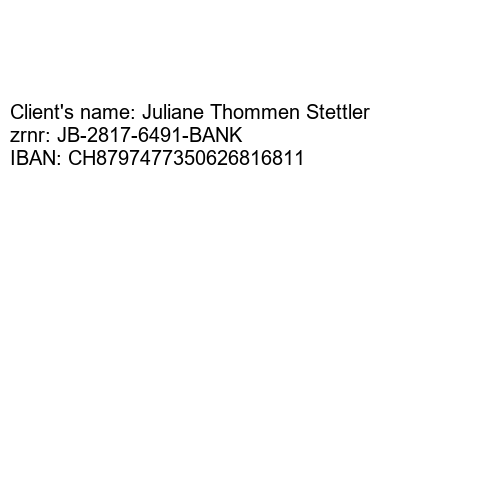 Client's name: Juliane Thommen Stettler
zrnr: JB-2817-6491-BANK
IBAN: CH8797477350626816811